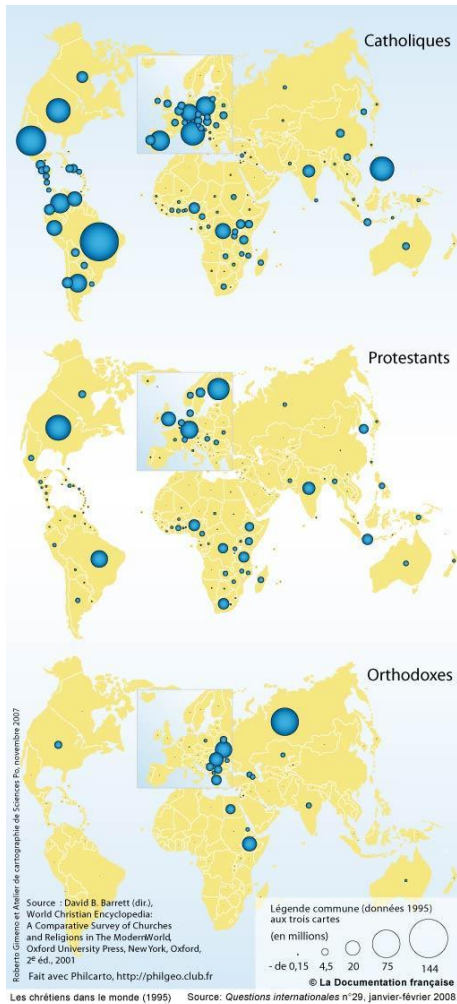 Catholiques
Protestants
Orthodoxes
Roberto Gimeno et Atelier de cartographie de Sciences Po, novembre 2007
Source : David B. Barrett (dir.),
World Christian Encyclopedia:
A Comparative Survey of Churches
and Religions in The ModernWorld,
Oxford University Press, New York, Oxford,
2e éd., 2001
Fait avec Philcarto, http://philgeo.club.fr
Légende commune (données 1995)
aux trois cartes
(en millions)
- de 0,15 4,5 20 75 144
© La Documentation française
Les chrétiens dans le monde (1995) Source: Questions internationales n°29, janvier-février 2008